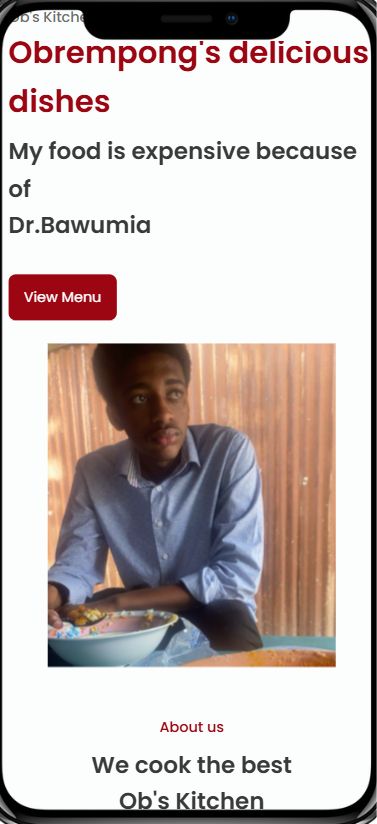 Ob's Kitche
Obrempong's delicious
dishes
My food is expensive because
of
Dr.Bawumia
View Menu
About us
We cook the best
Ob's Kitchen